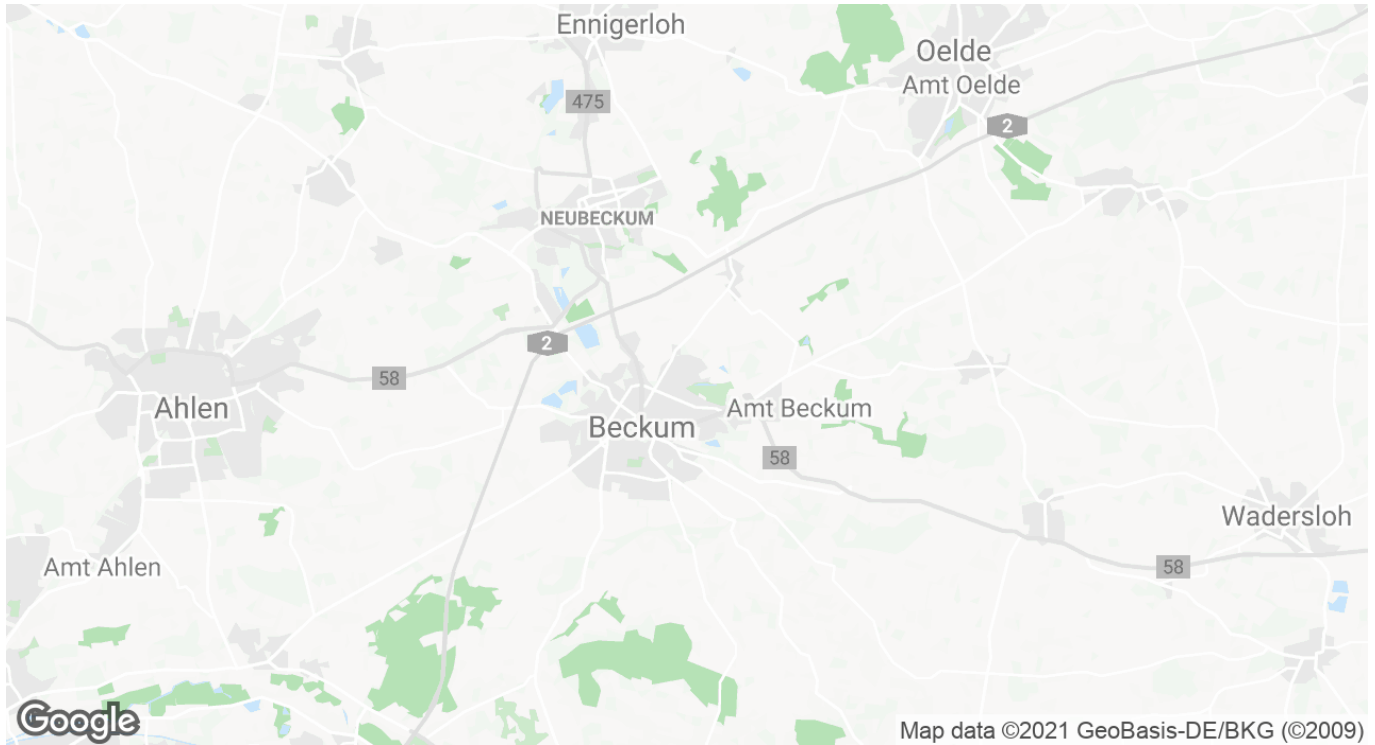 Ennigerloh
Oelde
Amt Oelde
475
2
NEUBECKUM
2
58
Ahlen
Amt Beckum
Beckum
58
Wadersloh
Amt Ahlen
58
Google
Map data ©2021 GeoBasis-DE/BKG (©2009)